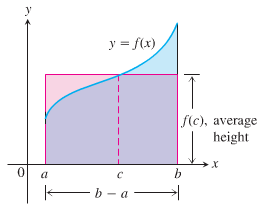 y
y = f(x)
f(c), average
height
x
0 a c b
b – a